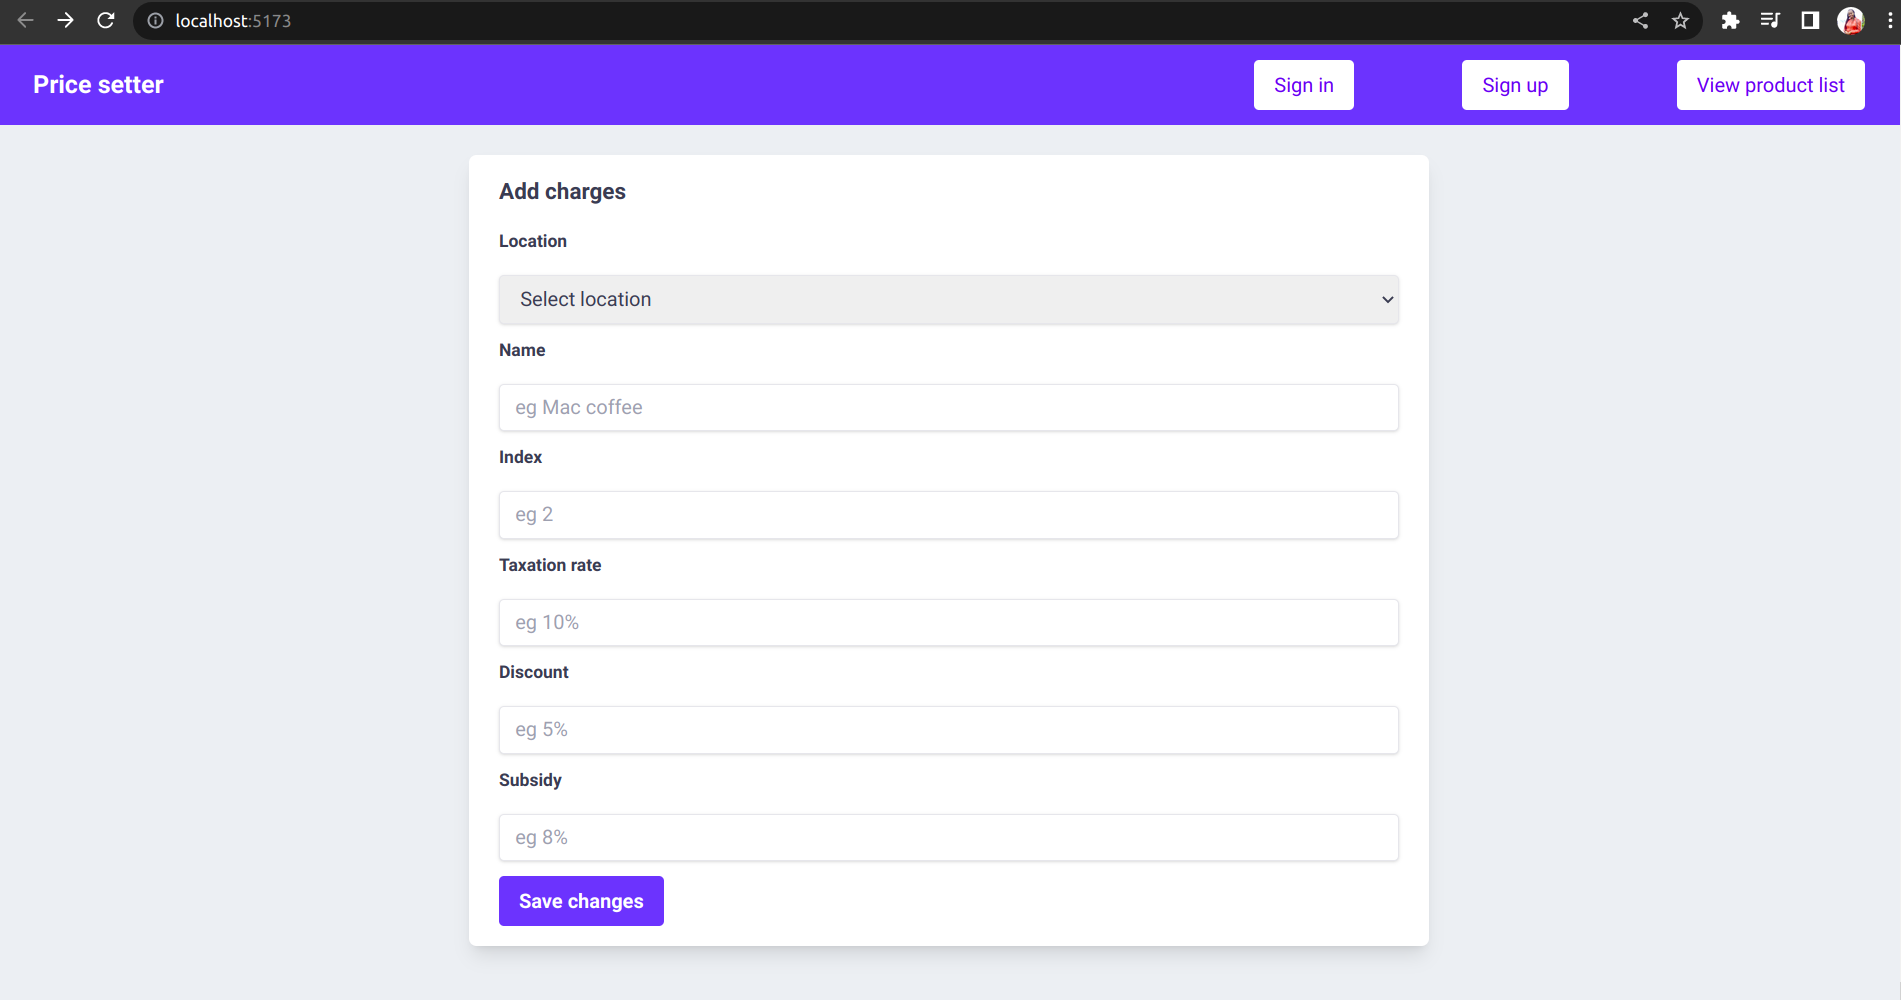 localhost:5173
Price setter
Sign in
Sign up
View product list
Add charges
Location
Select location
Name
eg Mac coffee
Index
eg 2
Taxation rate
eg 10%
Discount
eg 5%
Subsidy
eg 8%
Save changes